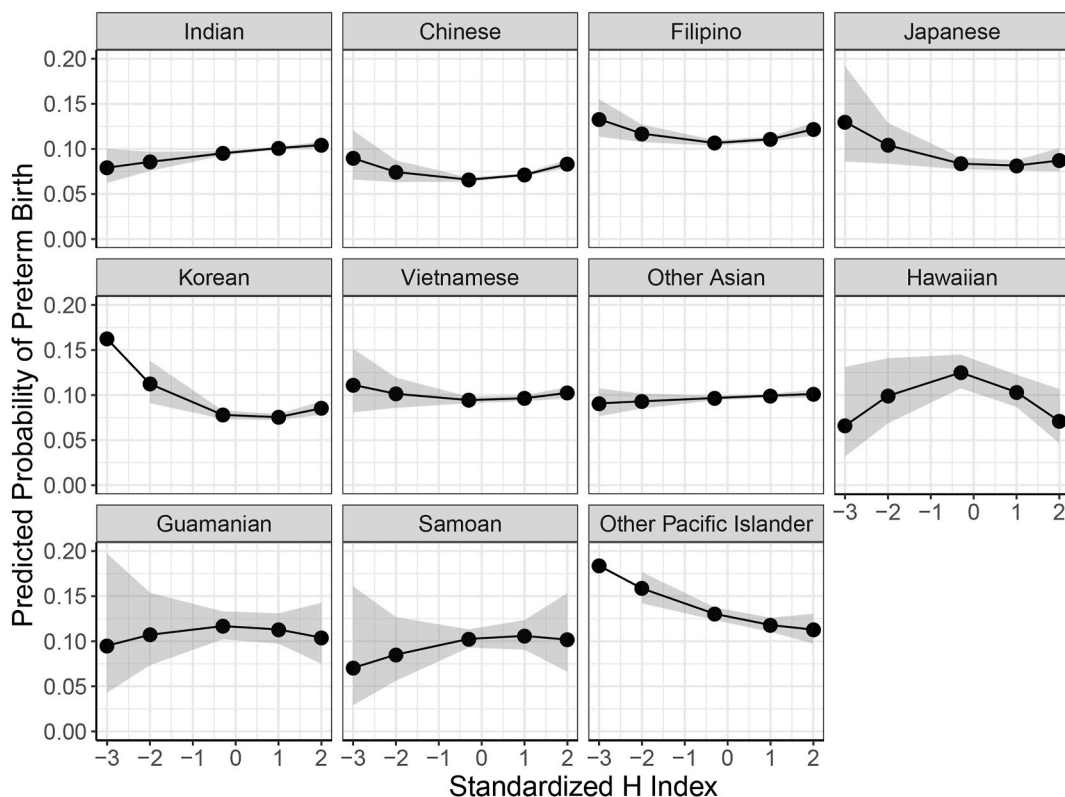 Predicted Probability of Preterm Birth
Indian Chinese Filipino Japanese
0.20
0.15
0.10
0.05
0.00
Korean Vietnamese Other Asian Hawaiian
0.20
0.15
0.10
0.05
0.00
−3 −2 −1 0 1 2
Guamanian Samoan Other Pacific Islander
0.20
0.15
0.10
0.05
0.00
−3 −2 −1 0 1 2 −3 −2 −1 0 1 2 −3 −2 −1 0 1 2
Standardized H Index